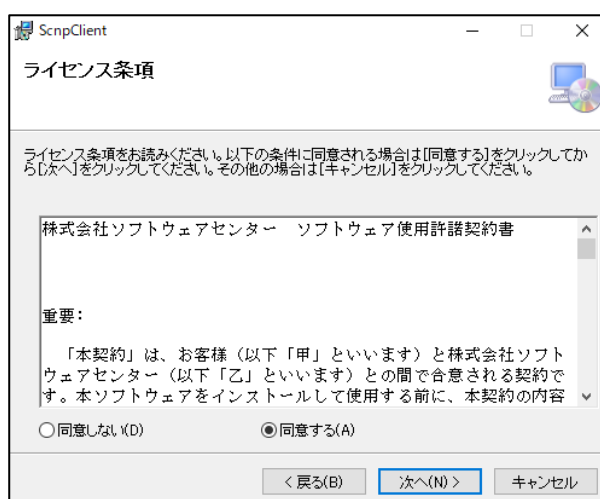 ScnpClient
ライセンス条項
ライセンス条項をお読みください。以下の条件に同意される場合は[同意する]をクリックしてか
ら[次へ]をクリックしてください。その他の場合は[キャンセル]をクリックしてください。
株式会社ソフトウェアセンター　ソフトウェア使用許諾契約書
重要：
「本契約」は、お客様（以下「甲」といいます）と株式会社ソフト
ウェアセンター（以下「乙」といいます）との間で合意される契約で
す。本ソフトウェアをインストールして使用する前に、本契約の内容
同意しない(D)　同意する(A)
< 戻る(B)　次へ(N) >　キャンセル